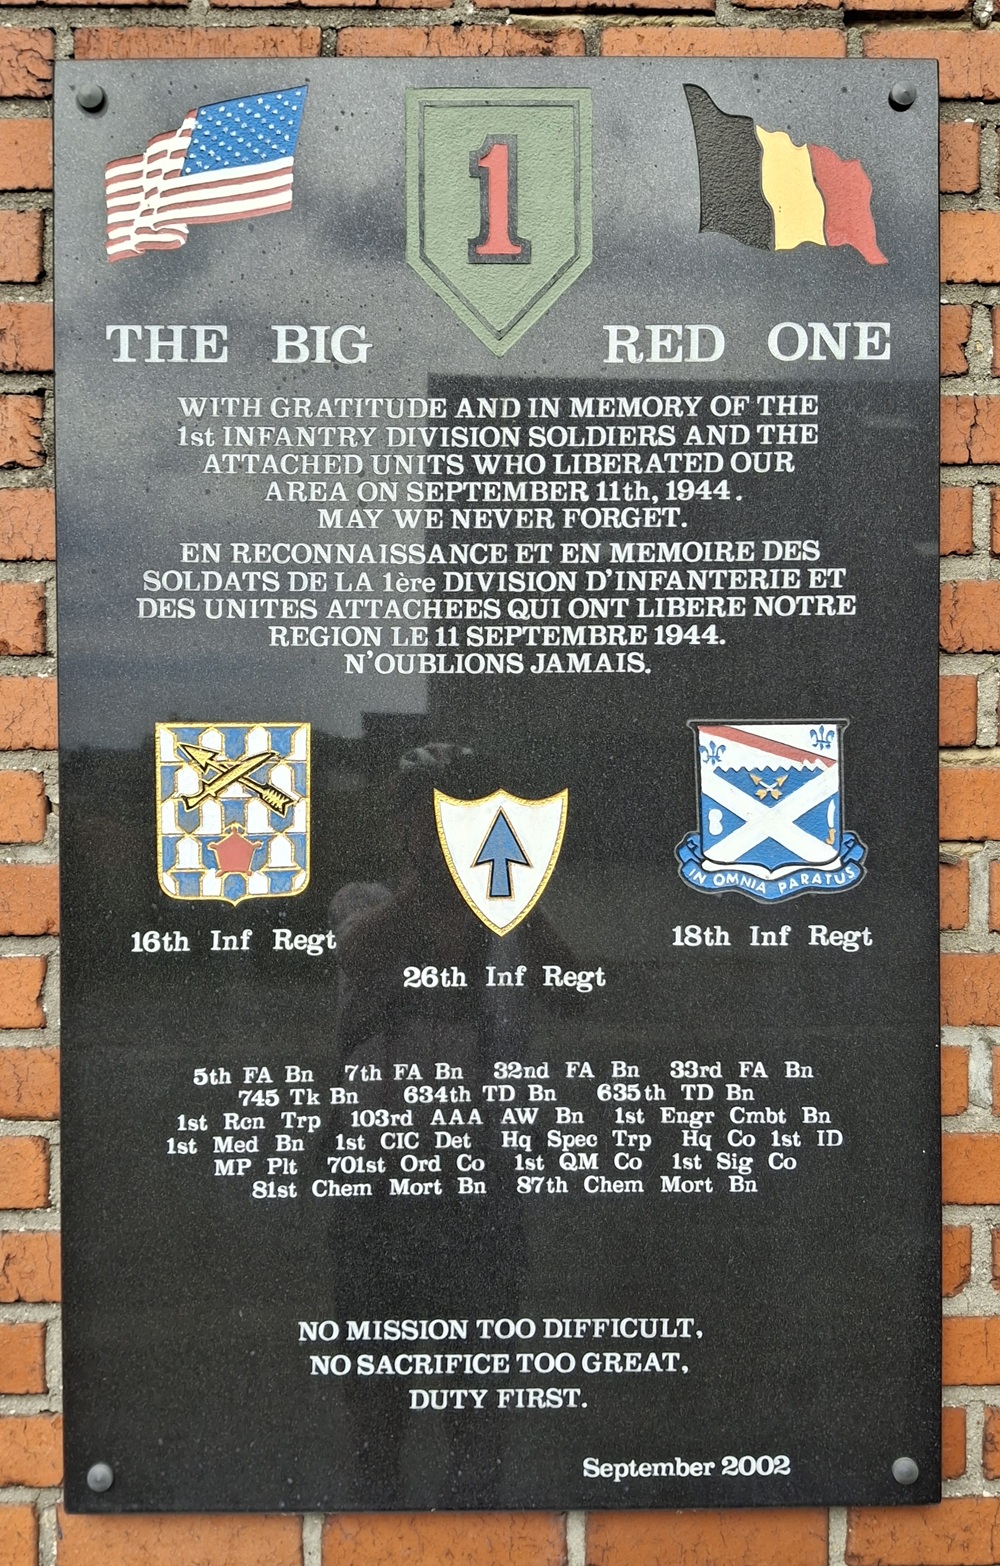 1
THE BIG RED ONE
WITH GRATITUDE AND IN MEMORY OF THE
1st INFANTRY DIVISION SOLDIERS AND THE
ATTACHED UNITS WHO LIBERATED OUR
AREA ON SEPTEMBER 11th, 1944.
MAY WE NEVER FORGET.
EN RECONNAISSANCE ET EN MEMOIRE DES
SOLDATS DE LA 1ère DIVISION D'INFANTERIE ET
DES UNITES ATTACHEES QUI ONT LIBERE NOTRE
REGION LE 11 SEPTEMBRE 1944.
N'OUBLIONS JAMAIS.
IN OMNIA PARATUS
16th Inf Regt
26th Inf Regt
18th Inf Regt
5th FA Bn 7th FA Bn 32nd FA Bn 33rd FA Bn
745 Tk Bn 634th TD Bn 635th TD Bn
1st Rcn Trp 103rd AAA AW Bn 1st Engr Cmbt Bn
1st Med Bn 1st CIC Det Hq Spec Trp Hq Co 1st ID
MP Plt 701st Ord Co 1st QM Co 1st Sig Co
81st Chem Mort Bn 87th Chem Mort Bn
NO MISSION TOO DIFFICULT,
NO SACRIFICE TOO GREAT,
DUTY FIRST.
September 2002